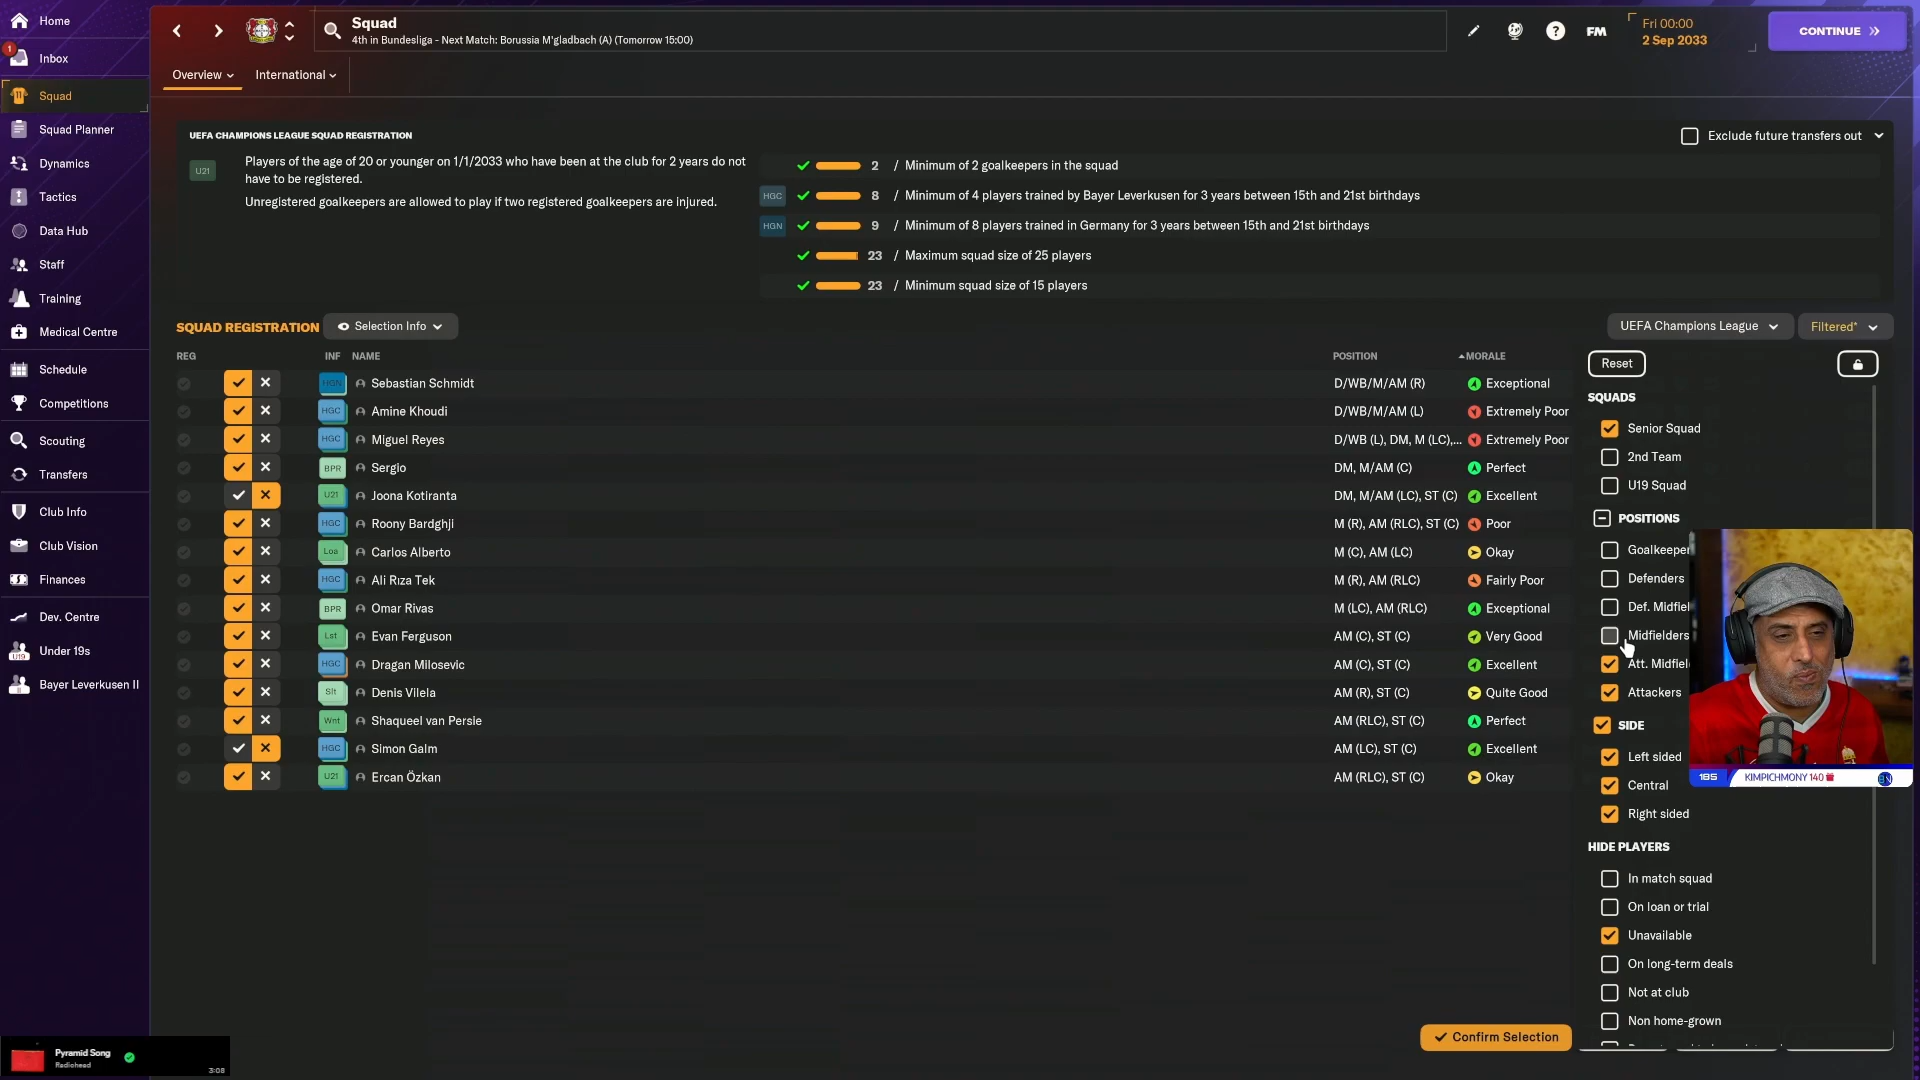 Home
1
Inbox
Squad
Squad Planner
Dynamics
Tactics
Data Hub
Staff
Training
Medical Centre
Schedule
Competitions
Scouting
Transfers
Club Info
Club Vision
Finances
Dev. Centre
U19
Under 19s
Bayer Leverkusen II
Pyramid Song
Radiohead
3:08
Squad
4th in Bundesliga - Next Match: Borussia M'gladbach (A) (Tomorrow 15:00)
FM
Fri 00:00
2 Sep 2033
CONTINUE
Overview
International
UEFA CHAMPIONS LEAGUE SQUAD REGISTRATION
Exclude future transfers out
U21
Players of the age of 20 or younger on 1/1/2033 who have been at the club for 2 years do not
have to be registered.
Unregistered goalkeepers are allowed to play if two registered goalkeepers are injured.
2 / Minimum of 2 goalkeepers in the squad
HGC 8 / Minimum of 4 players trained by Bayer Leverkusen for 3 years between 15th and 21st birthdays
HGN 9 / Minimum of 8 players trained in Germany for 3 years between 15th and 21st birthdays
23 / Maximum squad size of 25 players
23 / Minimum squad size of 15 players
SQUAD REGISTRATION
Selection Info
UEFA Champions League
Filtered*
REG INF NAME POSITION MORALE
HGN Sebastian Schmidt D/WB/M/AM (R) Exceptional
HGC Amine Khoudi D/WB/M/AM (L) Extremely Poor
HGC Miguel Reyes D/WB (L), DM, M (LC),... Extremely Poor
BPR Sergio DM, M/AM (C) Perfect
U21 Joona Kotiranta DM, M/AM (LC), ST (C) Excellent
HGC Roony Bardghji M (R), AM (RLC), ST (C) Poor
Loa Carlos Alberto M (C), AM (LC) Okay
HGC Ali Rıza Tek M (R), AM (RLC) Fairly Poor
BPR Omar Rivas M (LC), AM (RLC) Exceptional
Lst Evan Ferguson AM (C), ST (C) Very Good
HGC Dragan Milosevic AM (C), ST (C) Excellent
Slt Denis Vilela AM (R), ST (C) Quite Good
Wnt Shaqueel van Persie AM (RLC), ST (C) Perfect
HGC Simon Galm AM (LC), ST (C) Excellent
U21 Ercan Özkan AM (RLC), ST (C) Okay
Reset
SQUADS
Senior Squad
2nd Team
U19 Squad
POSITIONS
Goalkeeper
Defenders
Def. Midfiel
Midfielders
Att. Midfiel
Attackers
SIDE
Left sided
Central
Right sided
HIDE PLAYERS
In match squad
On loan or trial
Unavailable
On long-term deals
Not at club
Non home-grown
185 KIMPICHMONY 140
Confirm Selection